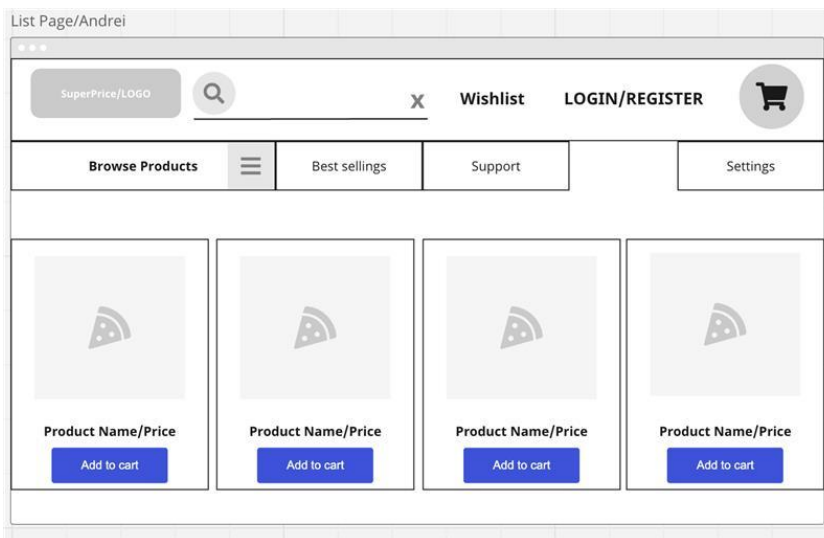 List Page/Andrei
SuperPrice/LOGO
X
Wishlist
LOGIN/REGISTER
Browse Products
Best sellings
Support
Settings
Product Name/Price
Product Name/Price
Product Name/Price
Product Name/Price
Add to cart
Add to cart
Add to cart
Add to cart